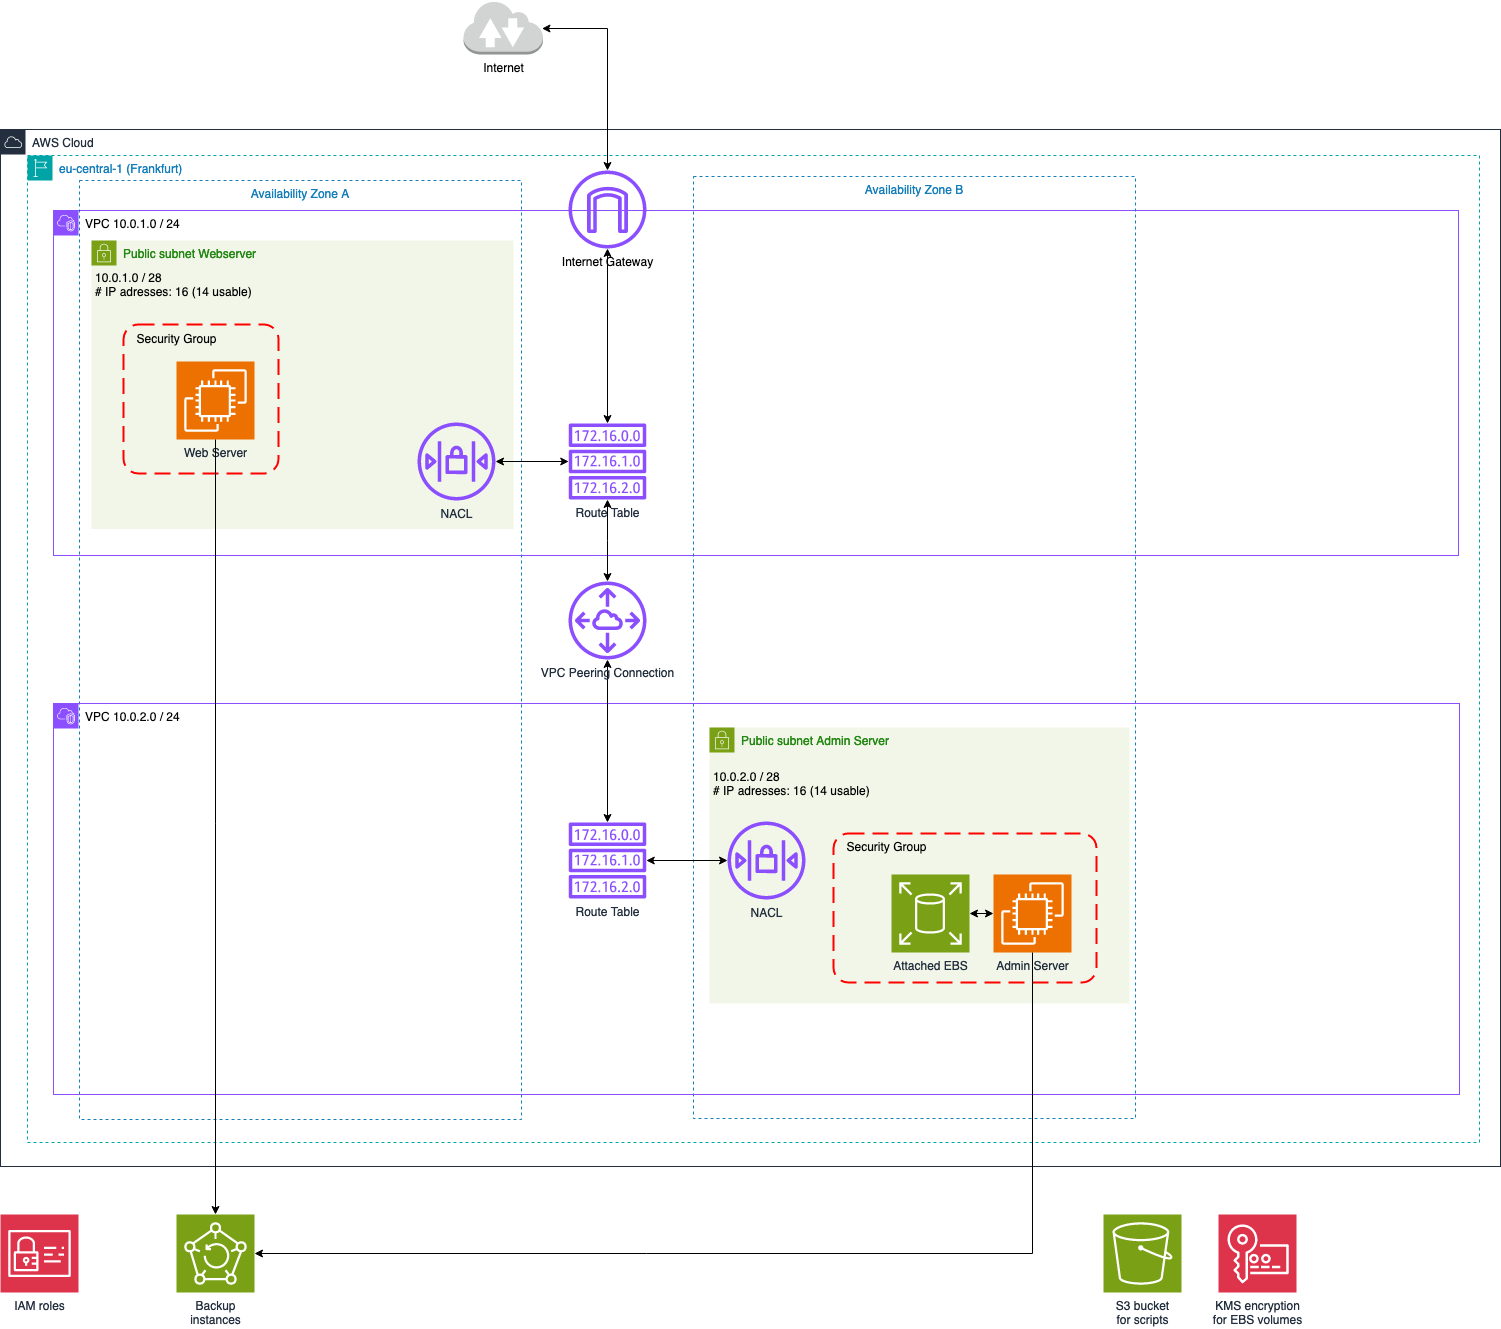 Internet
AWS Cloud
eu-central-1 (Frankfurt)
Availability Zone A
Availability Zone B
VPC 10.0.1.0 / 24
Public subnet Webserver
10.0.1.0 / 28
# IP adresses: 16 (14 usable)
Internet Gateway
Security Group
Web Server
NACL
172.16.0.0
172.16.1.0
172.16.2.0
Route Table
VPC Peering Connection
VPC 10.0.2.0 / 24
Public subnet Admin Server
10.0.2.0 / 28
# IP adresses: 16 (14 usable)
172.16.0.0
172.16.1.0
172.16.2.0
Route Table
NACL
Security Group
Attached EBS
Admin Server
IAM roles
Backup
instances
S3 bucket
for scripts
KMS encryption
for EBS volumes